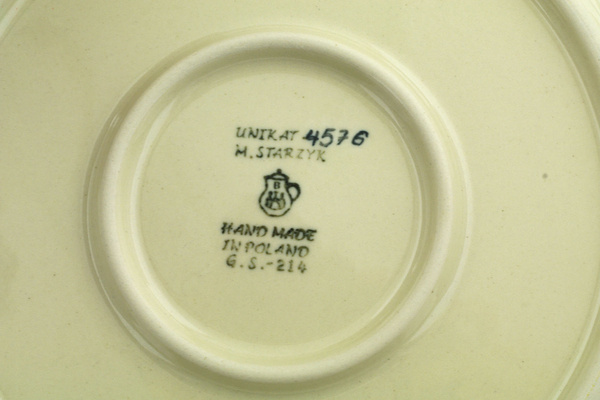 UNIKAT 4576
M. STARZYK
HAND MADE
IN POLAND
G.S.-214